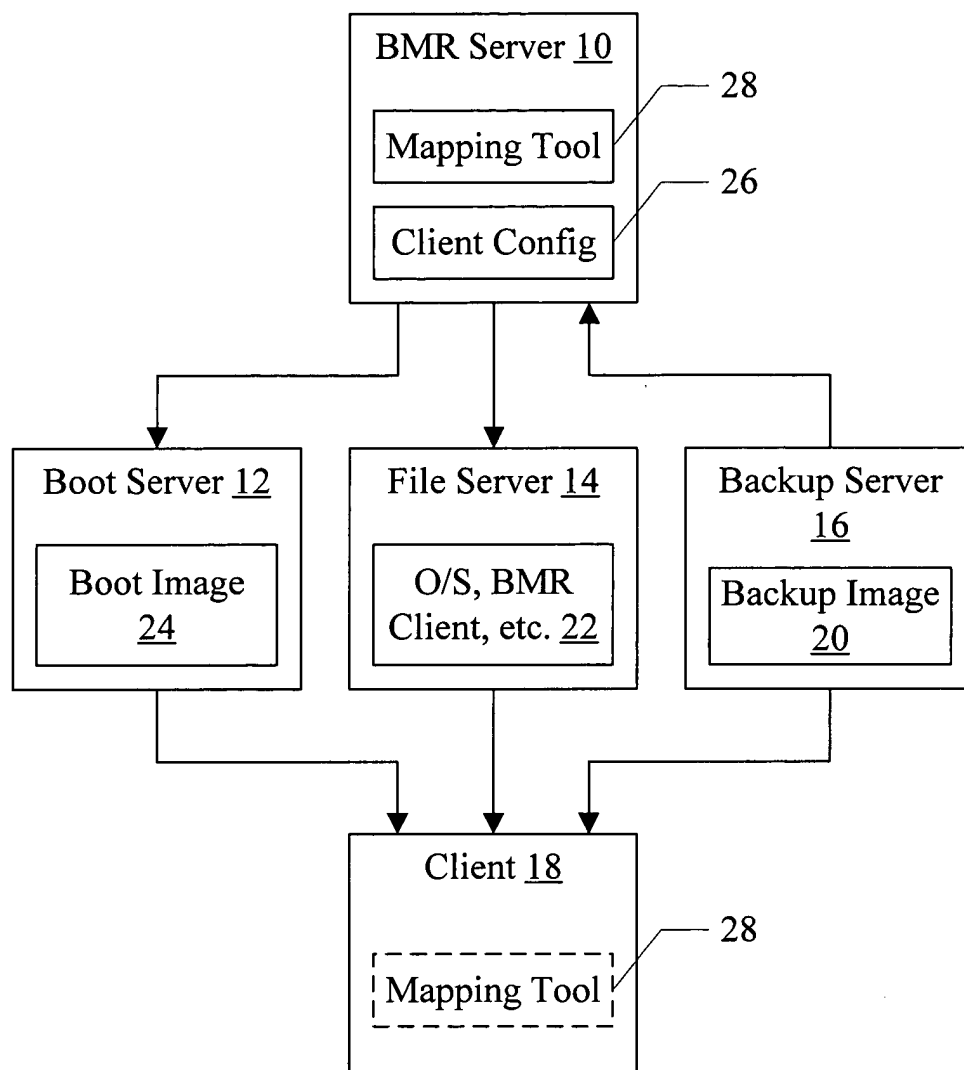 BMR Server 10
28
Mapping Tool
26
Client Config
Boot Server 12
Boot Image
24
File Server 14
O/S, BMR
Client, etc. 22
Backup Server
16
Backup Image
20
Client 18
28
Mapping Tool